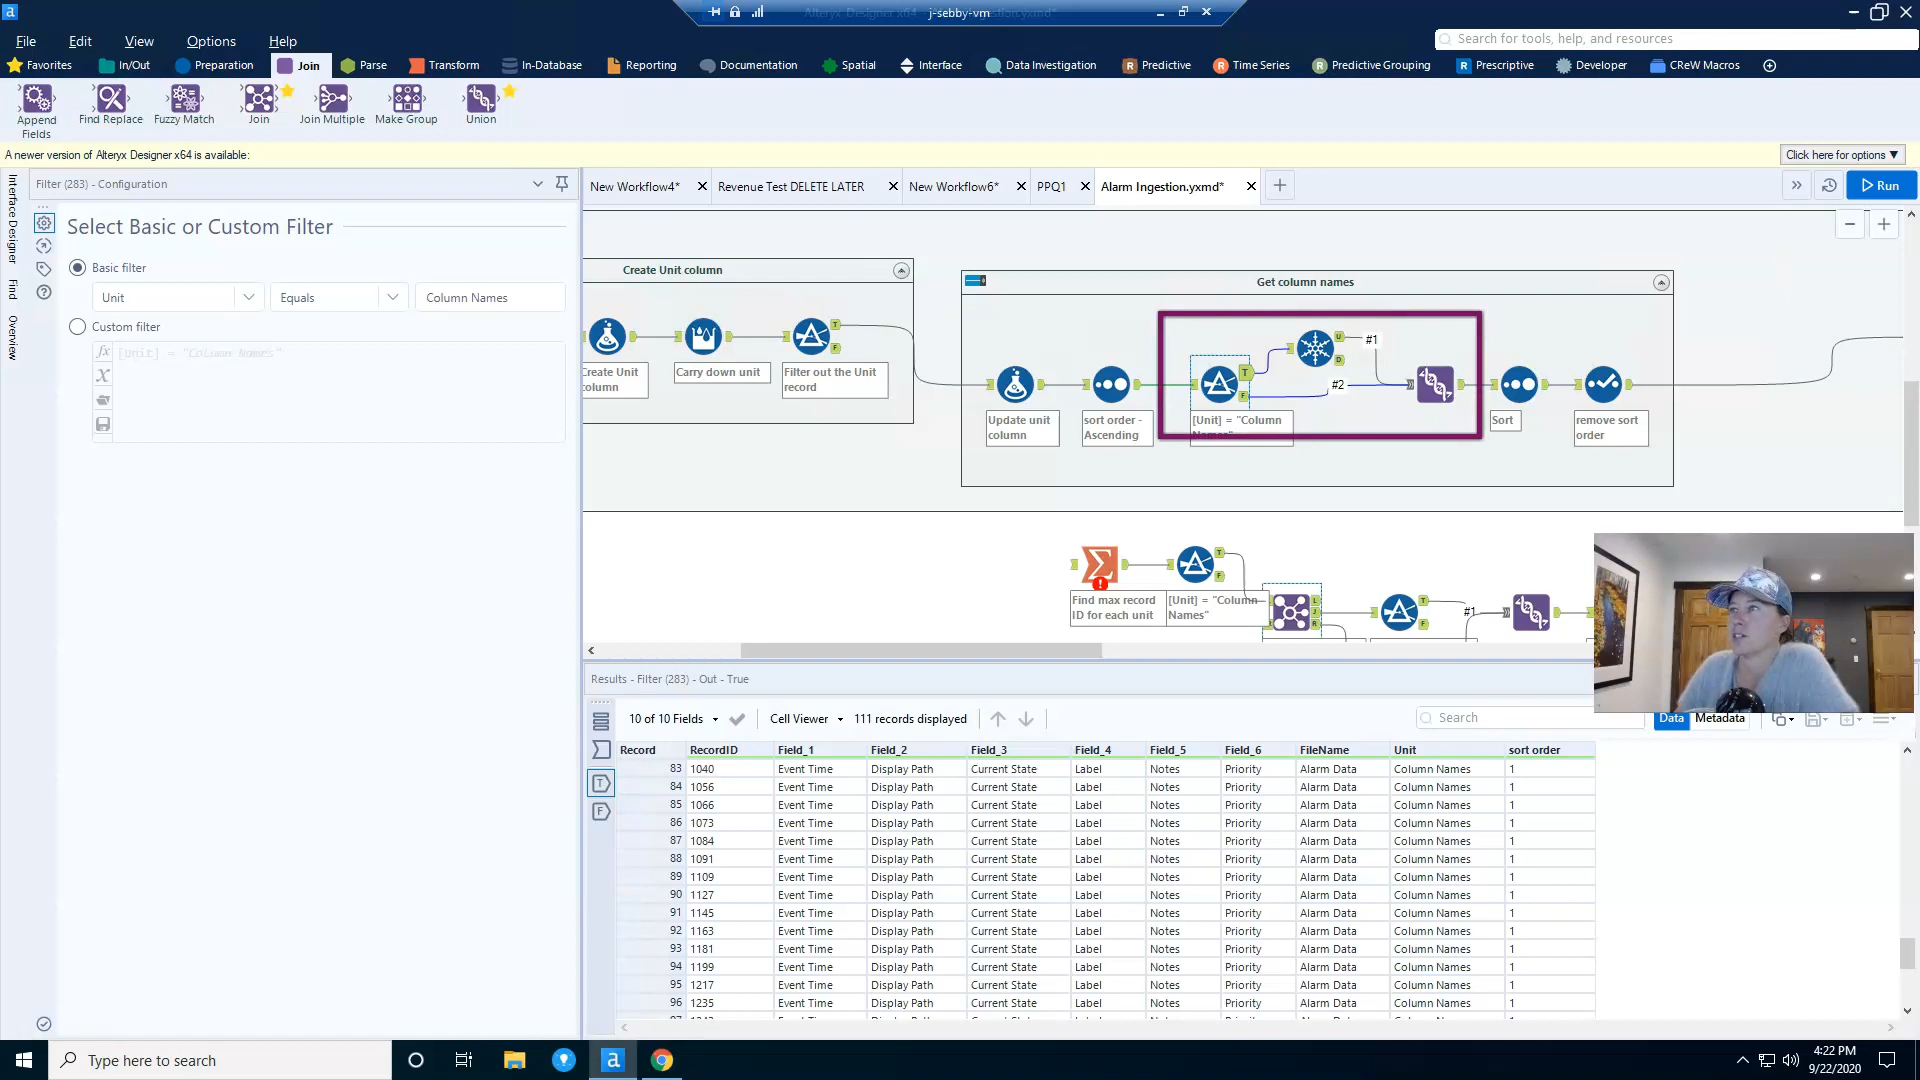 Alteryx Designer x64
j-sebby-vm
File Edit View Options Help
Search for tools, help, and resources
Favorites In/Out Preparation Join Parse Transform In-Database Reporting Documentation Spatial Interface Data Investigation Predictive Time Series Predictive Grouping Prescriptive Developer CReW Macros
Append Fields
Find Replace
Fuzzy Match
Join
Join Multiple
Make Group
Union
A newer version of Alteryx Designer x64 is available:
Click here for options ▼
Interface Designer
Find
Overview
Filter (283) - Configuration
Select Basic or Custom Filter
Basic filter
Unit Equals Column Names
Custom filter
[Unit] = "Column Names"
New Workflow4* Revenue Test DELETE LATER New Workflow6* PPQ1 Alarm Ingestion.yxmd*
Run
Create Unit column
Create Unit
column
Carry down unit
Filter out the Unit
record
T
F
Get column names
Update unit
column
sort order -
Ascending
[Unit] = "Column
T
F
U
D
#1
#2
Sort
remove sort
order
Find max record
ID for each unit
[Unit] = "Column
Names"
T
F
L
J
R
T
F
#1
Results - Filter (283) - Out - True
10 of 10 Fields Cell Viewer 111 records displayed
Search
Data Metadata
T
F
Record RecordID Field_1 Field_2 Field_3 Field_4 Field_5 Field_6 FileName Unit sort order
83 1040 Event Time Display Path Current State Label Notes Priority Alarm Data Column Names 1
84 1056 Event Time Display Path Current State Label Notes Priority Alarm Data Column Names 1
85 1066 Event Time Display Path Current State Label Notes Priority Alarm Data Column Names 1
86 1073 Event Time Display Path Current State Label Notes Priority Alarm Data Column Names 1
87 1084 Event Time Display Path Current State Label Notes Priority Alarm Data Column Names 1
88 1091 Event Time Display Path Current State Label Notes Priority Alarm Data Column Names 1
89 1109 Event Time Display Path Current State Label Notes Priority Alarm Data Column Names 1
90 1127 Event Time Display Path Current State Label Notes Priority Alarm Data Column Names 1
91 1145 Event Time Display Path Current State Label Notes Priority Alarm Data Column Names 1
92 1163 Event Time Display Path Current State Label Notes Priority Alarm Data Column Names 1
93 1181 Event Time Display Path Current State Label Notes Priority Alarm Data Column Names 1
94 1199 Event Time Display Path Current State Label Notes Priority Alarm Data Column Names 1
95 1217 Event Time Display Path Current State Label Notes Priority Alarm Data Column Names 1
96 1235 Event Time Display Path Current State Label Notes Priority Alarm Data Column Names 1
Type here to search
4:22 PM
9/22/2020